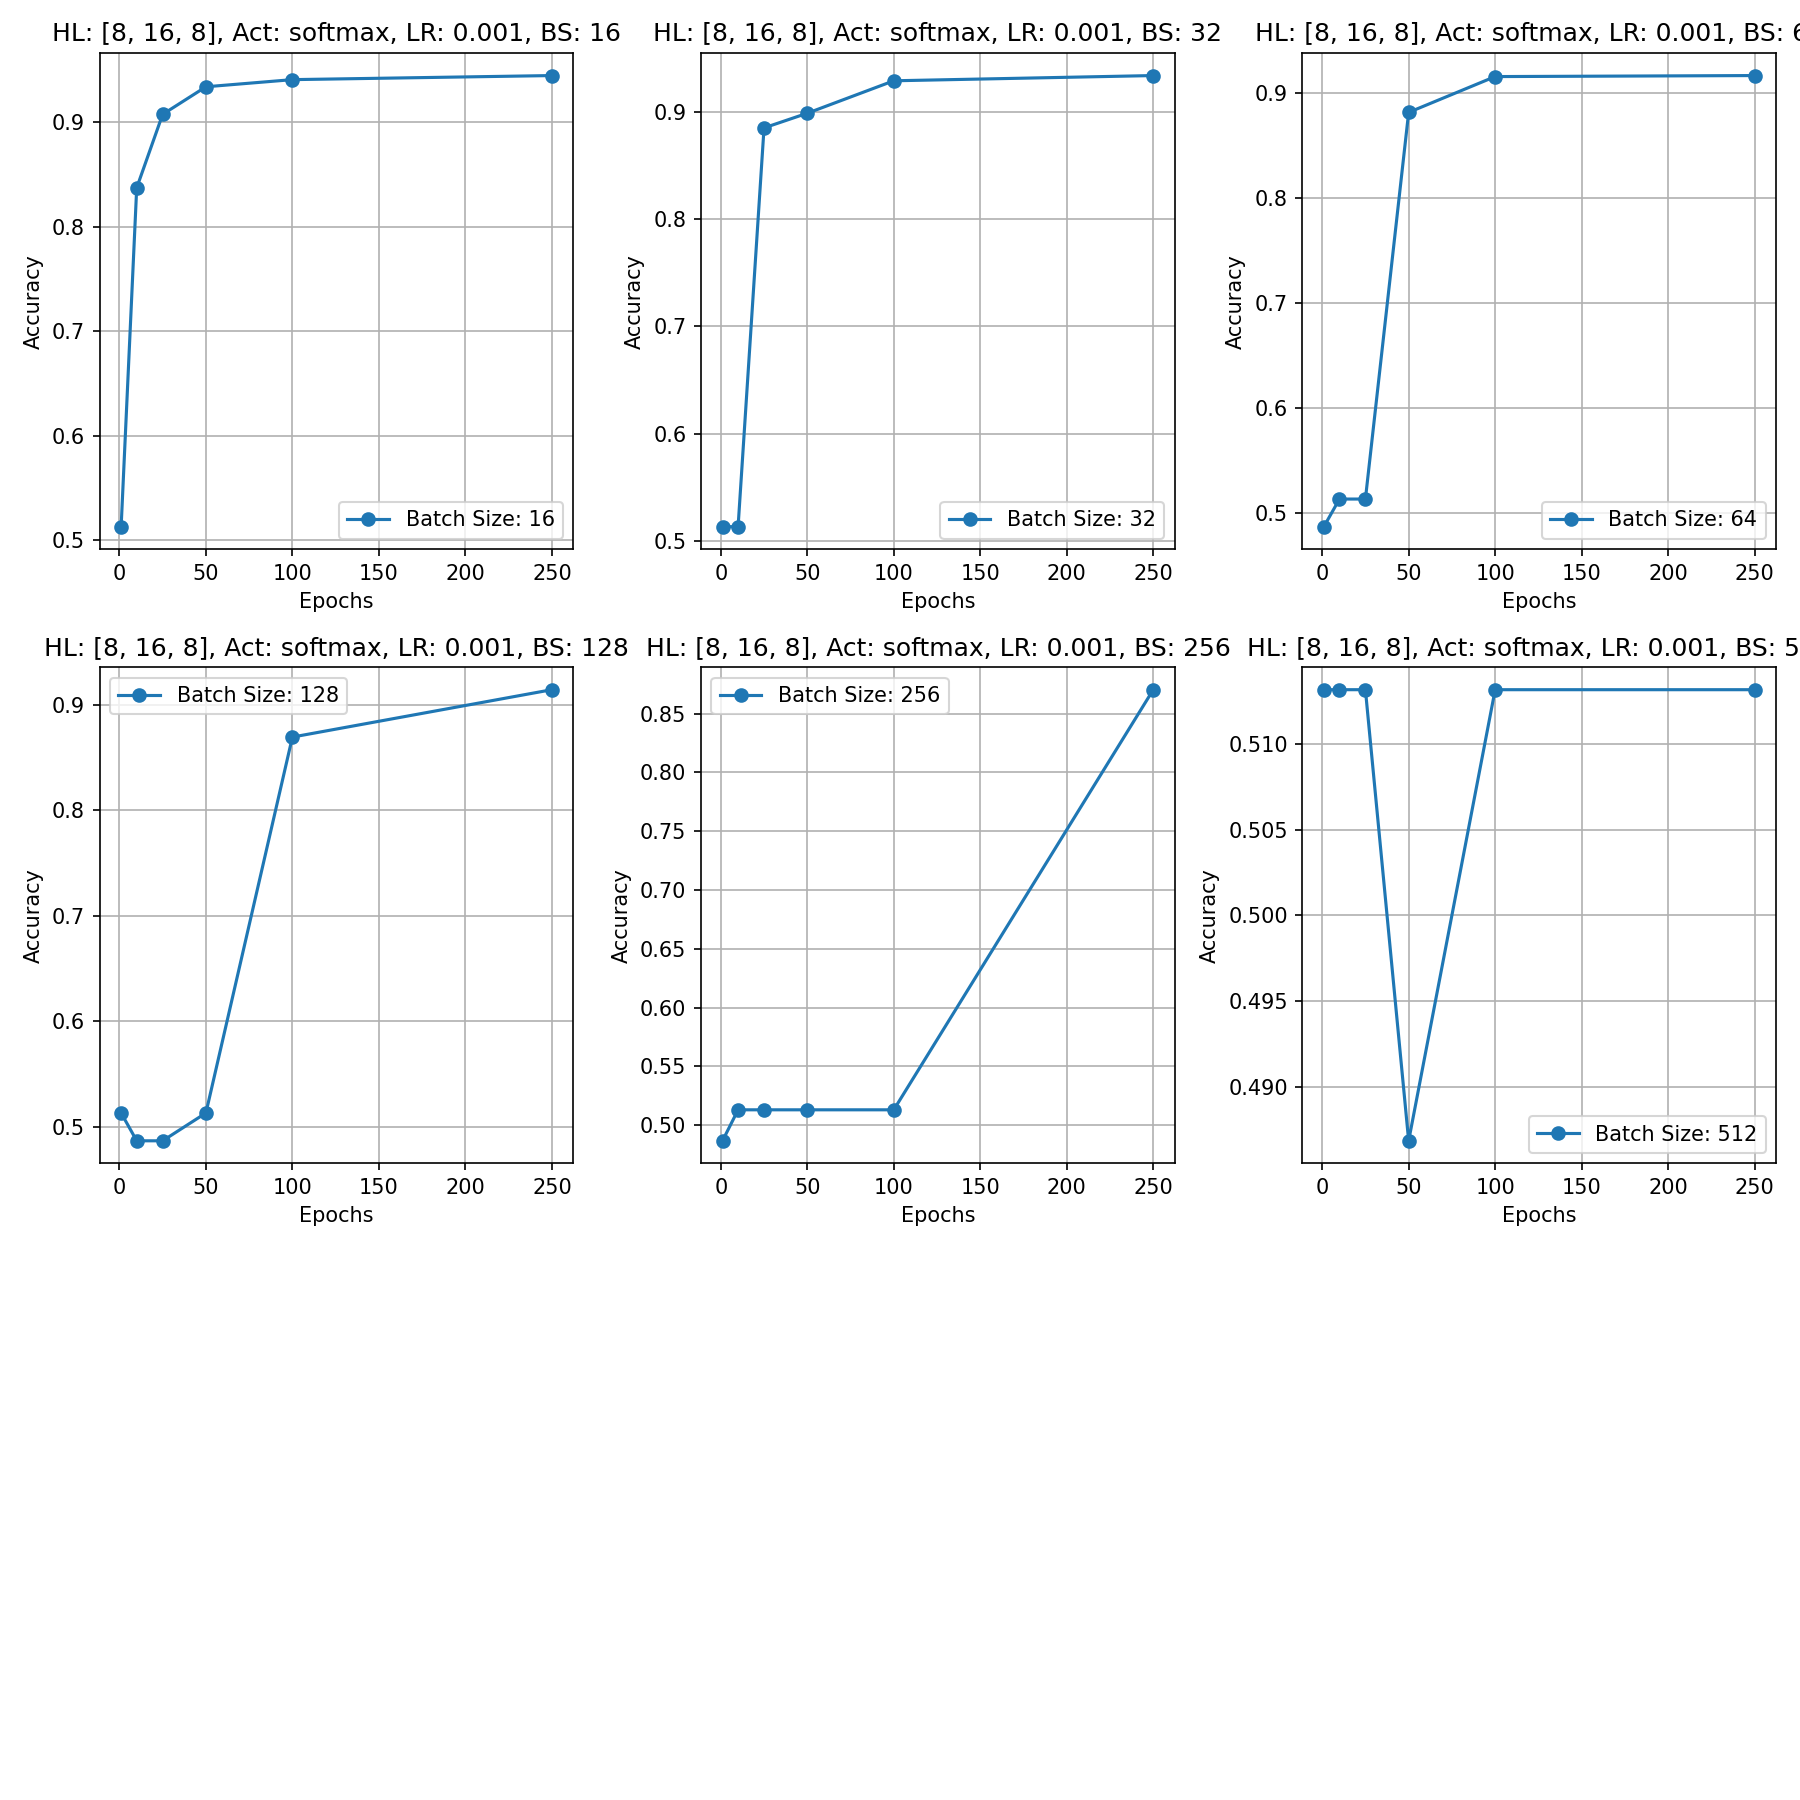 HL: [8, 16, 8], Act: softmax, LR: 0.001, BS: 16
0.9
0.8
0.7
0.6
0.5
Accuracy
Batch Size: 16
0 50 100 150 200 250
Epochs
HL: [8, 16, 8], Act: softmax, LR: 0.001, BS: 32
0.9
0.8
0.7
0.6
0.5
Accuracy
Batch Size: 32
0 50 100 150 200 250
Epochs
HL: [8, 16, 8], Act: softmax, LR: 0.001, BS: 6
0.9
0.8
0.7
0.6
0.5
Accuracy
Batch Size: 64
0 50 100 150 200 250
Epochs
HL: [8, 16, 8], Act: softmax, LR: 0.001, BS: 128
Batch Size: 128
0.9
0.8
0.7
0.6
0.5
Accuracy
0 50 100 150 200 250
Epochs
HL: [8, 16, 8], Act: softmax, LR: 0.001, BS: 256
Batch Size: 256
0.85
0.80
0.75
0.70
0.65
0.60
0.55
0.50
Accuracy
0 50 100 150 200 250
Epochs
HL: [8, 16, 8], Act: softmax, LR: 0.001, BS: 5
0.510
0.505
0.500
0.495
0.490
Accuracy
Batch Size: 512
0 50 100 150 200 250
Epochs